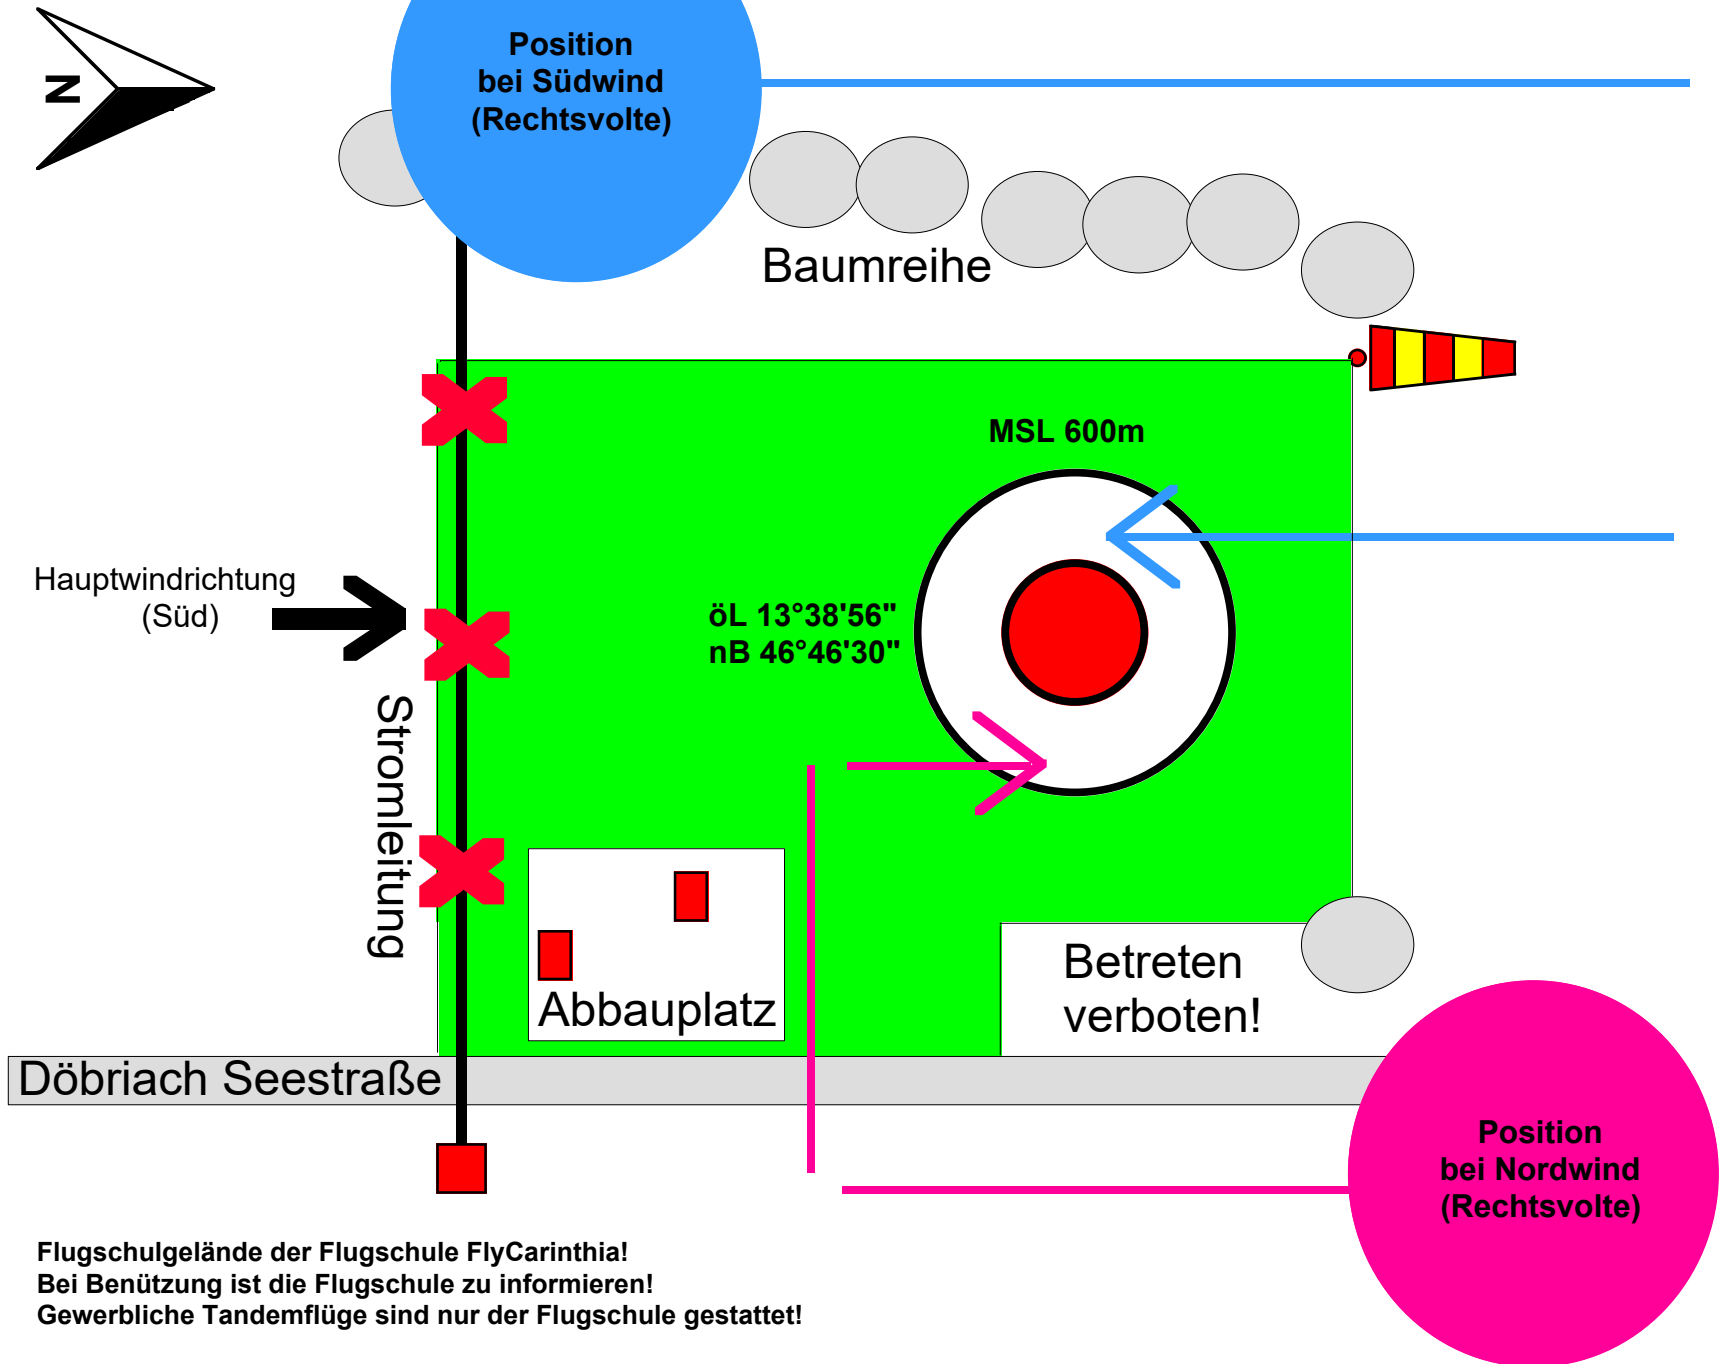 N
Position
bei Südwind
(Rechtsvolte)
Baumreihe
MSL 600m
Hauptwindrichtung
(Süd)
öL 13°38'56"
nB 46°46'30"
Stromleitung
Abbauplatz
Betreten
verboten!
Döbriach Seestraße
Position
bei Nordwind
(Rechtsvolte)
Flugschulgelände der Flugschule FlyCarinthia!
Bei Benützung ist die Flugschule zu informieren!
Gewerbliche Tandemflüge sind nur der Flugschule gestattet!